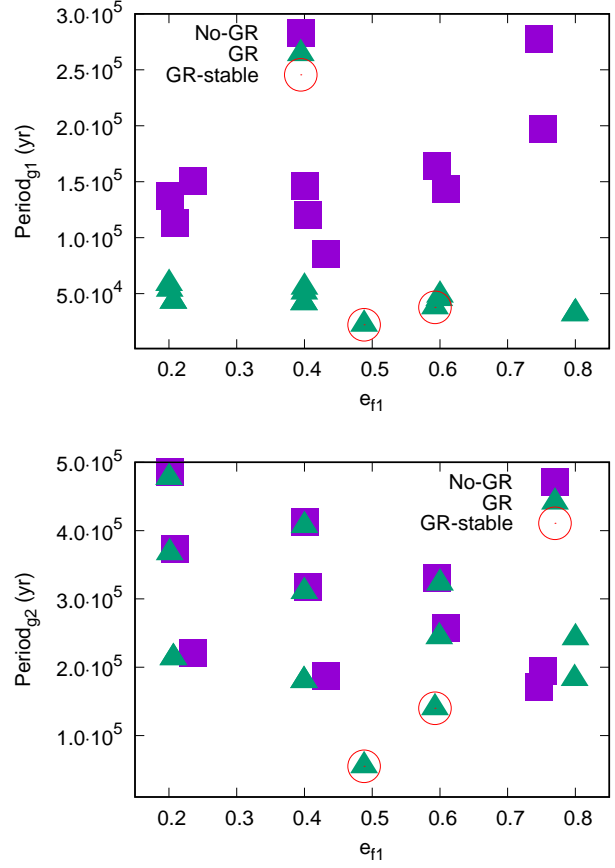 3.0·10^5
2.5·10^5
2.0·10^5
1.5·10^5
1.0·10^5
5.0·10^4
Period_g1 (yr)
No-GR
GR
GR-stable
0.2 0.3 0.4 0.5 0.6 0.7 0.8
e_f1
5.0·10^5
4.0·10^5
3.0·10^5
2.0·10^5
1.0·10^5
Period_g2 (yr)
No-GR
GR
GR-stable
0.2 0.3 0.4 0.5 0.6 0.7 0.8
e_f1